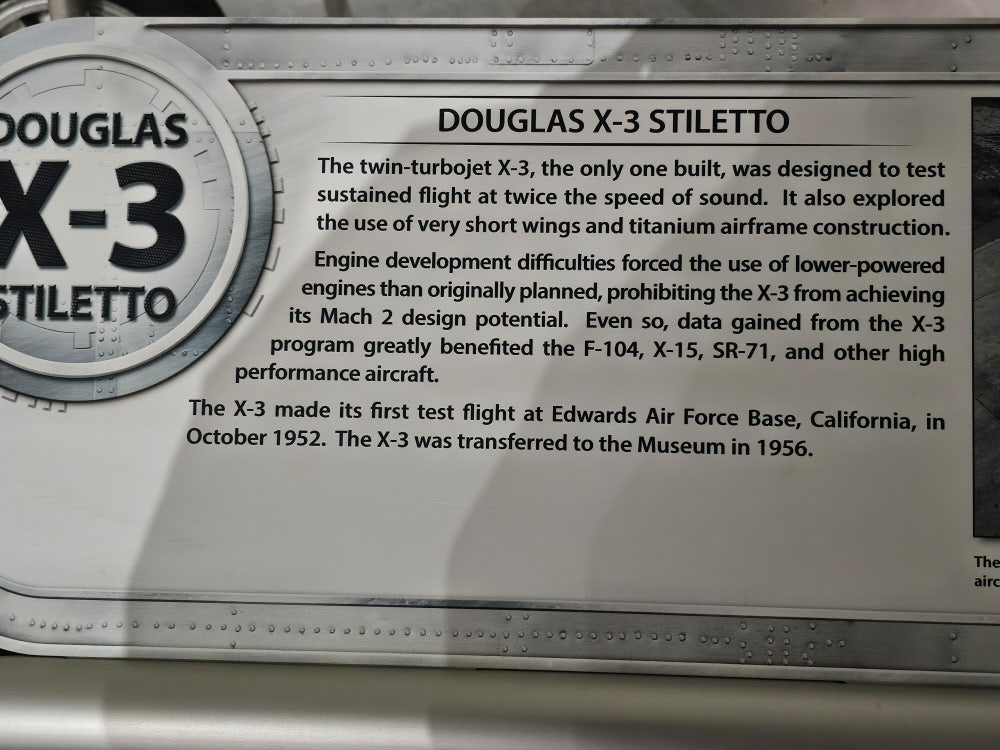 DOUGLAS
X-3
STILETTO
DOUGLAS X-3 STILETTO
The twin-turbojet X-3, the only one built, was designed to test
sustained flight at twice the speed of sound. It also explored
the use of very short wings and titanium airframe construction.
Engine development difficulties forced the use of lower-powered
engines than originally planned, prohibiting the X-3 from achieving
its Mach 2 design potential. Even so, data gained from the X-3
program greatly benefited the F-104, X-15, SR-71, and other high
performance aircraft.
The X-3 made its first test flight at Edwards Air Force Base, California, in
October 1952. The X-3 was transferred to the Museum in 1956.
The